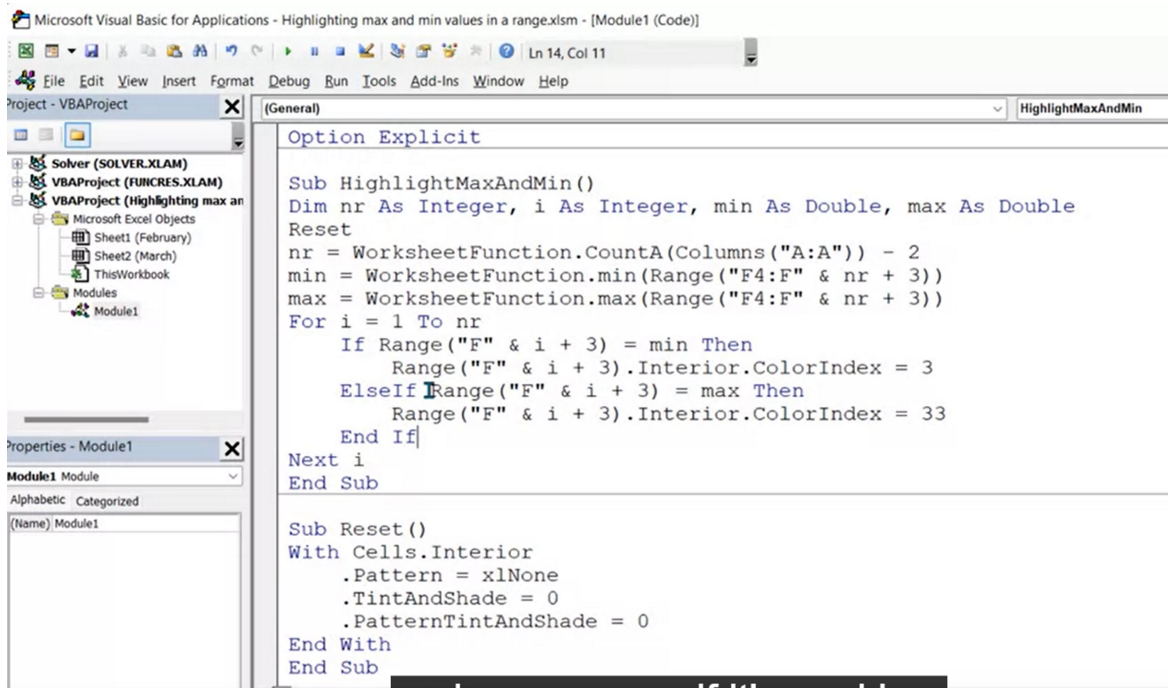 Microsoft Visual Basic for Applications - Highlighting max and min values in a range.xlsm - [Module1 (Code)]
Ln 14, Col 11
File Edit View Insert Format Debug Run Tools Add-Ins Window Help
Project - VBAProject
Solver (SOLVER.XLAM)
VBAProject (FUNCRES.XLAM)
VBAProject (Highlighting max an
Microsoft Excel Objects
Sheet1 (February)
Sheet2 (March)
ThisWorkbook
Modules
Module1
Properties - Module1
Module1 Module
Alphabetic Categorized
(Name) Module1
(General) HighlightMaxAndMin
Option Explicit
Sub HighlightMaxAndMin()
Dim nr As Integer, i As Integer, min As Double, max As Double
Reset
nr = WorksheetFunction.CountA(Columns("A:A")) - 2
min = WorksheetFunction.min(Range("F4:F" & nr + 3))
max = WorksheetFunction.max(Range("F4:F" & nr + 3))
For i = 1 To nr
If Range("F" & i + 3) = min Then
Range("F" & i + 3).Interior.ColorIndex = 3
ElseIf Range("F" & i + 3) = max Then
Range("F" & i + 3).Interior.ColorIndex = 33
End If
Next i
End Sub
Sub Reset()
With Cells.Interior
.Pattern = xlNone
.TintAndShade = 0
.PatternTintAndShade = 0
End With
End Sub